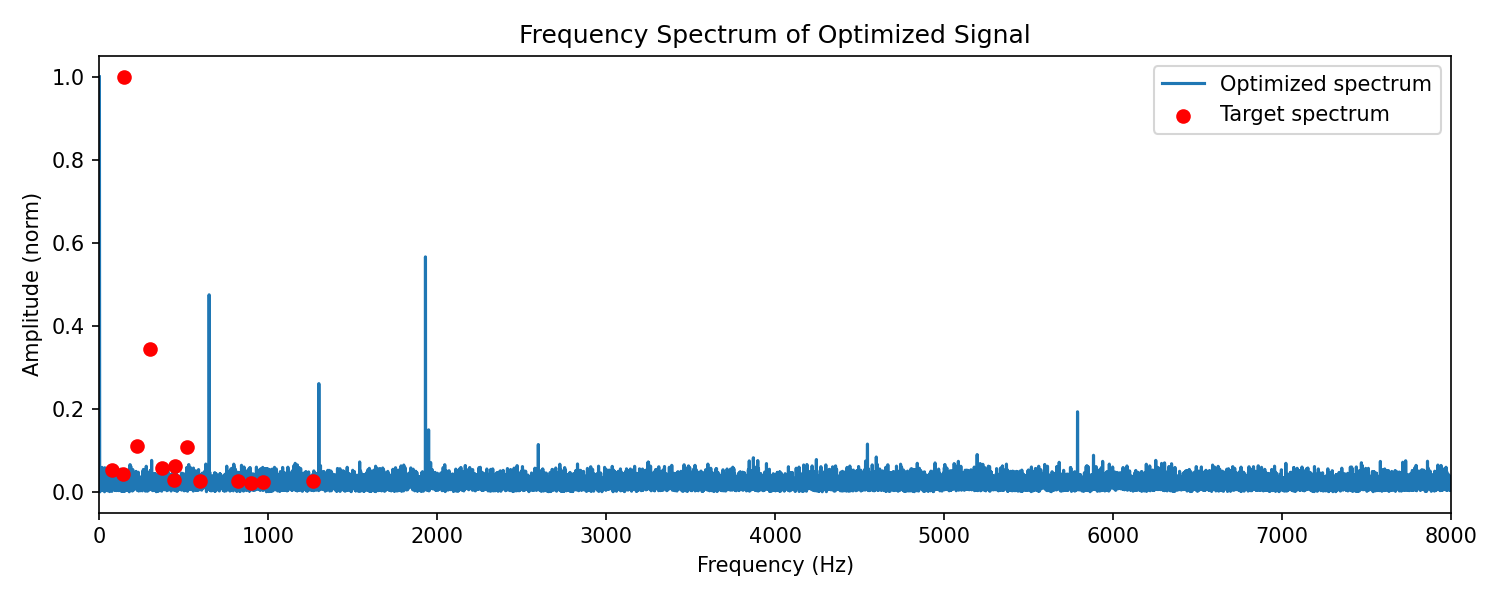 Frequency Spectrum of Optimized Signal
Optimized spectrum
Target spectrum
Amplitude (norm)
1.0
0.8
0.6
0.4
0.2
0.0
0 1000 2000 3000 4000 5000 6000 7000 8000
Frequency (Hz)